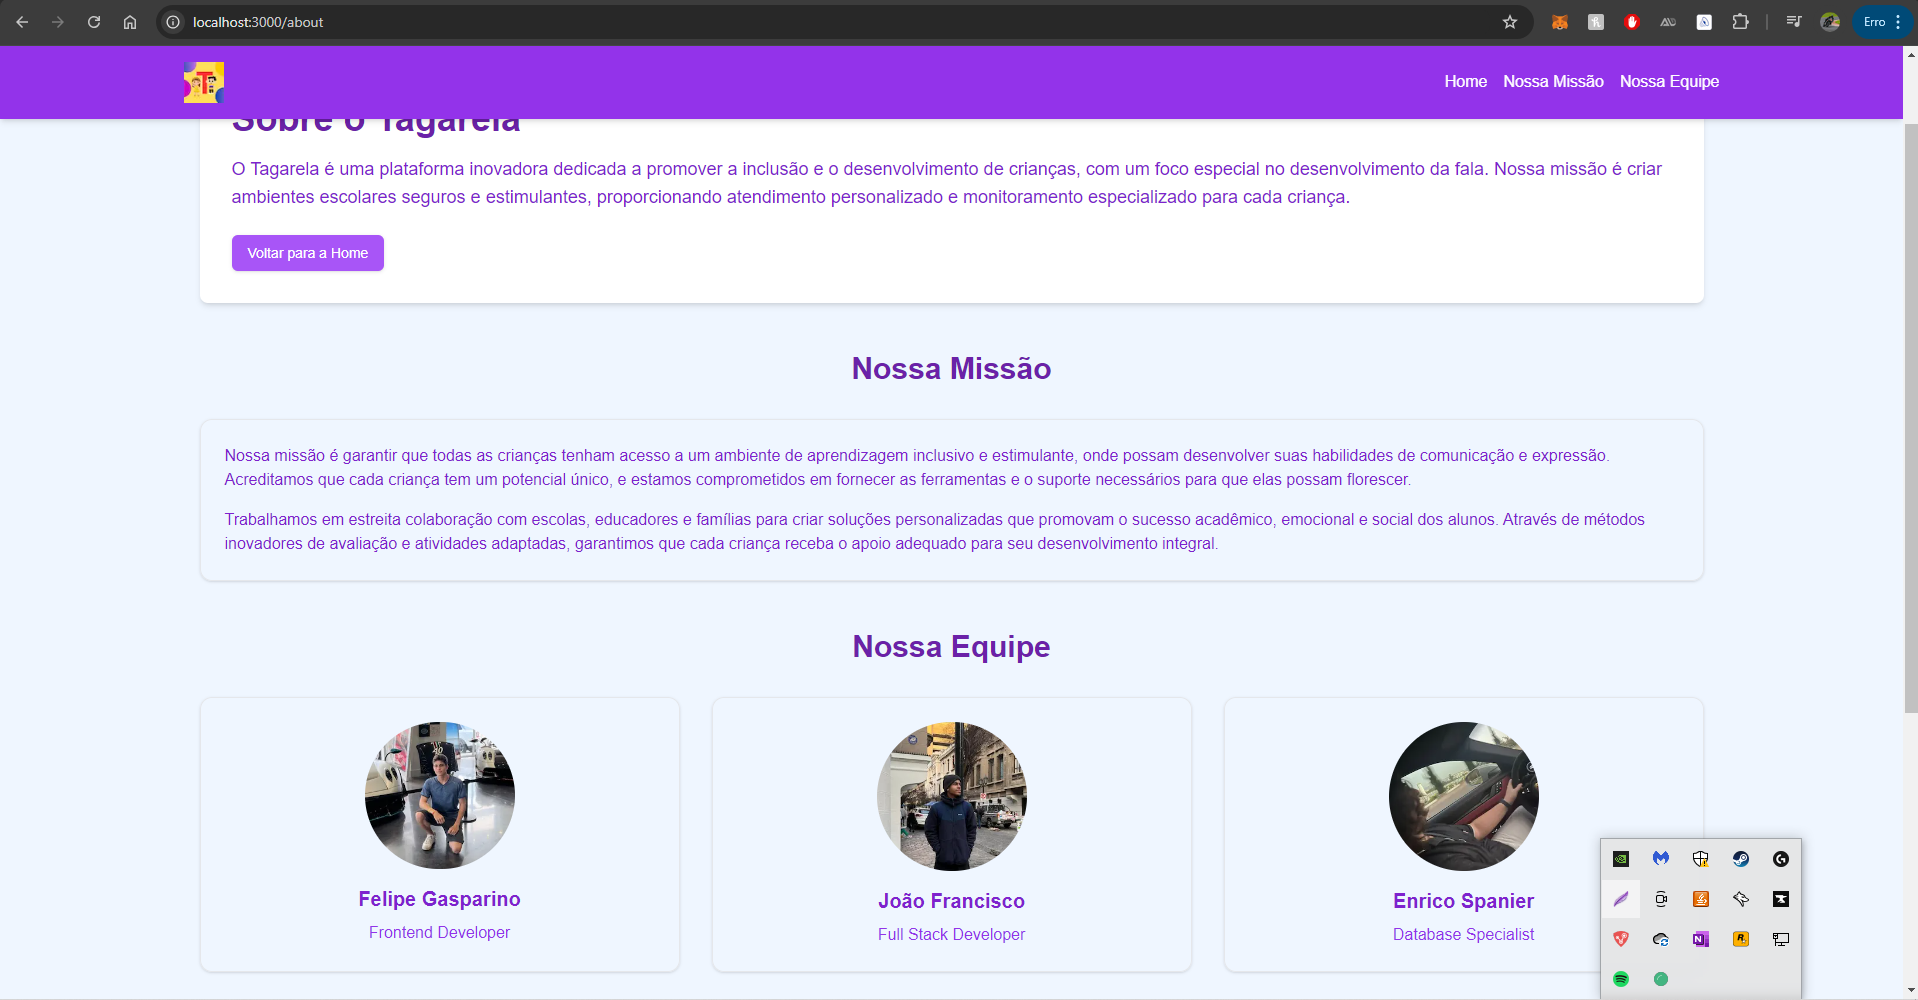 localhost:3000/about
Erro
T
Home Nossa Missão Nossa Equipe
Sobre o Tagarela
O Tagarela é uma plataforma inovadora dedicada a promover a inclusão e o desenvolvimento de crianças, com um foco especial no desenvolvimento da fala. Nossa missão é criar
ambientes escolares seguros e estimulantes, proporcionando atendimento personalizado e monitoramento especializado para cada criança.
Voltar para a Home
Nossa Missão
Nossa missão é garantir que todas as crianças tenham acesso a um ambiente de aprendizagem inclusivo e estimulante, onde possam desenvolver suas habilidades de comunicação e expressão.
Acreditamos que cada criança tem um potencial único, e estamos comprometidos em fornecer as ferramentas e o suporte necessários para que elas possam florescer.
Trabalhamos em estreita colaboração com escolas, educadores e famílias para criar soluções personalizadas que promovam o sucesso acadêmico, emocional e social dos alunos. Através de métodos
inovadores de avaliação e atividades adaptadas, garantimos que cada criança receba o apoio adequado para seu desenvolvimento integral.
Nossa Equipe
Felipe Gasparino
Frontend Developer
João Francisco
Full Stack Developer
Enrico Spanier
Database Specialist